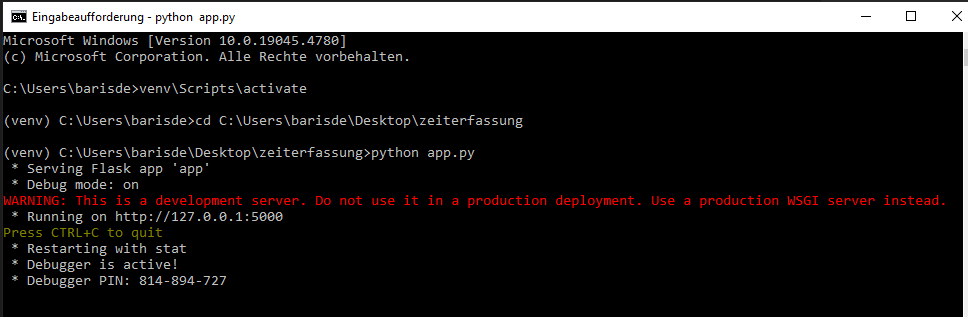 Eingabeaufforderung - python  app.py
Microsoft Windows [Version 10.0.19045.4780]
(c) Microsoft Corporation. Alle Rechte vorbehalten.
C:\Users\barisde>venv\Scripts\activate
(venv) C:\Users\barisde>cd C:\Users\barisde\Desktop\zeiterfassung
(venv) C:\Users\barisde\Desktop\zeiterfassung>python app.py
 * Serving Flask app 'app'
 * Debug mode: on
WARNING: This is a development server. Do not use it in a production deployment. Use a production WSGI server instead.
 * Running on http://127.0.0.1:5000
Press CTRL+C to quit
 * Restarting with stat
 * Debugger is active!
 * Debugger PIN: 814-894-727